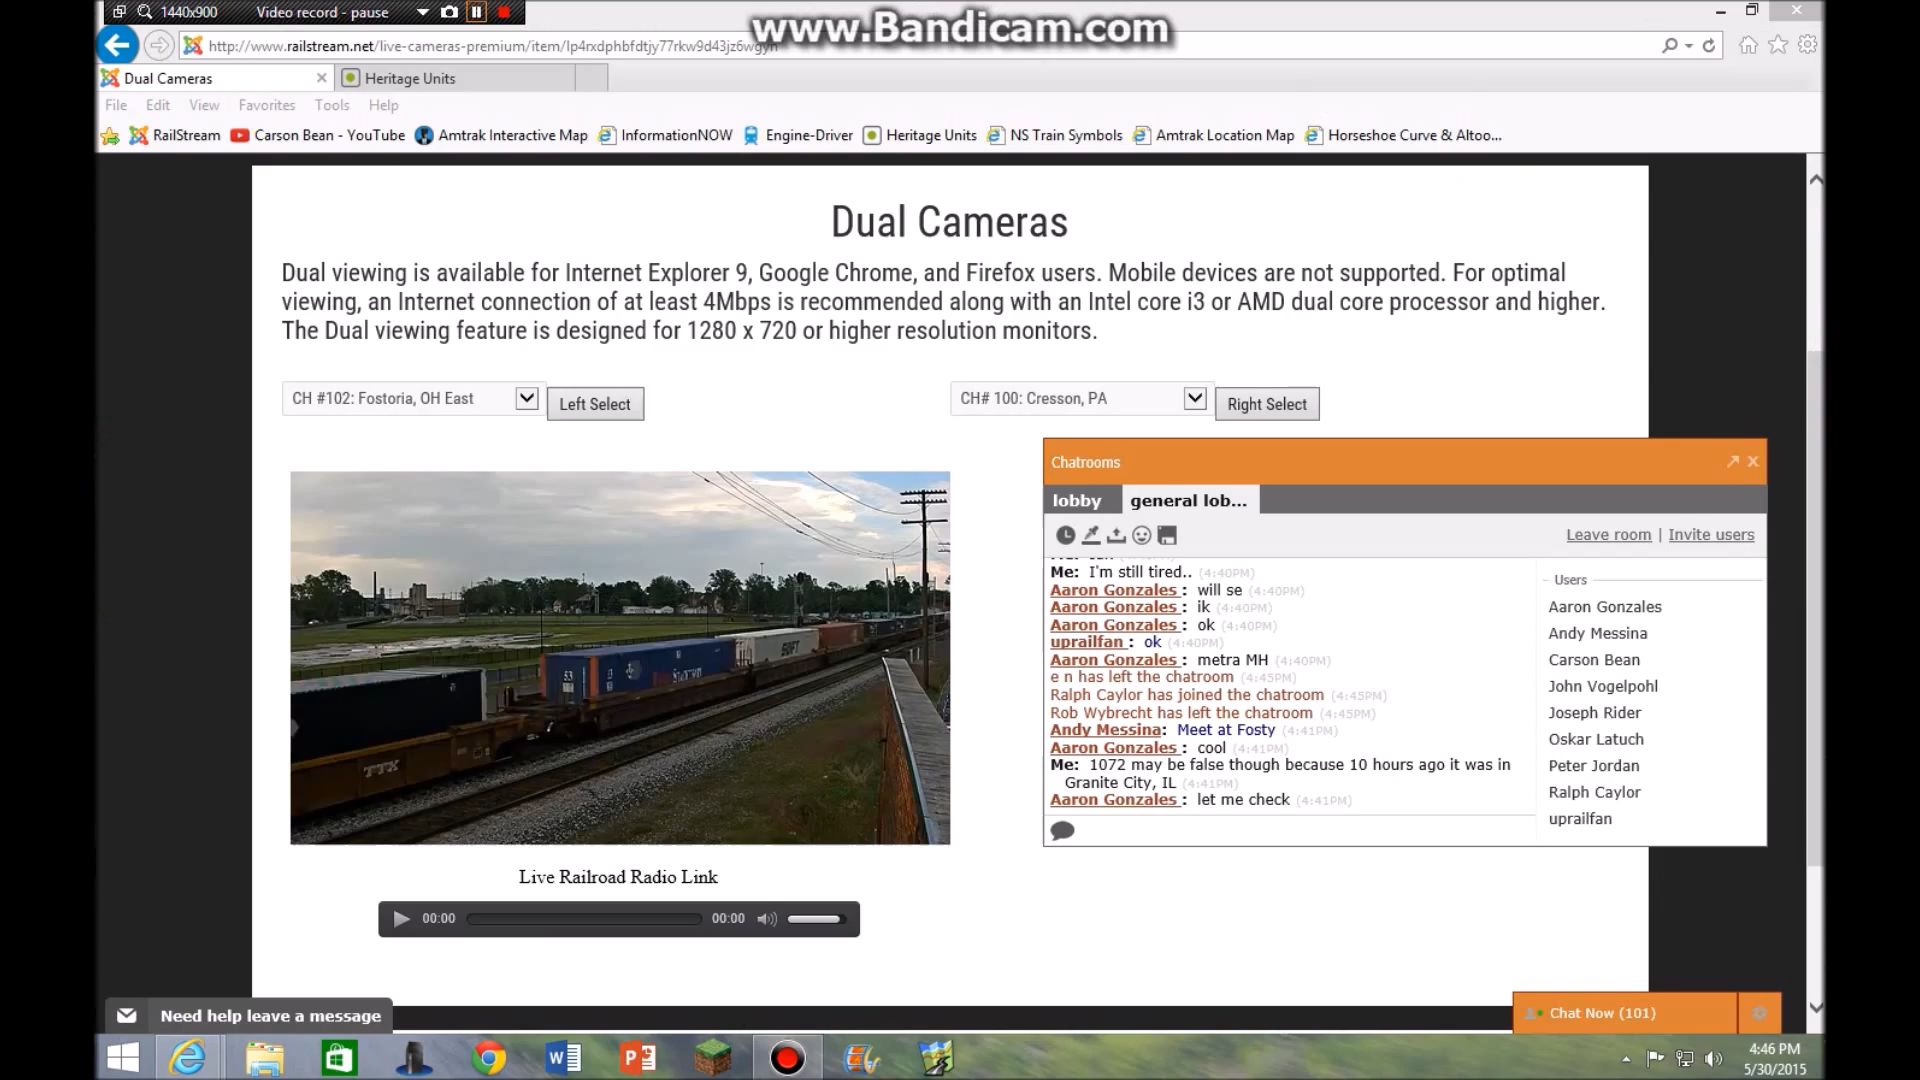 1440x900 Video record - pause
www.Bandicam.com
http://www.railstream.net/live-cameras-premium/item/lp4rxdphbfdtjy77rkw9d43jz6wgyn
Dual Cameras Heritage Units
File Edit View Favorites Tools Help
RailStream Carson Bean - YouTube Amtrak Interactive Map InformationNOW Engine-Driver Heritage Units NS Train Symbols Amtrak Location Map Horseshoe Curve & Altoo...
Dual Cameras
Dual viewing is available for Internet Explorer 9, Google Chrome, and Firefox users. Mobile devices are not supported. For optimal
viewing, an Internet connection of at least 4Mbps is recommended along with an Intel core i3 or AMD dual core processor and higher.
The Dual viewing feature is designed for 1280 x 720 or higher resolution monitors.
CH #102: Fostoria, OH East Left Select CH# 100: Cresson, PA Right Select
Chatrooms
lobby general lob...
Leave room | Invite users
Me: I'm still tired.. (4:40PM)
Aaron Gonzales : will se (4:40PM)
Aaron Gonzales : ik (4:40PM)
Aaron Gonzales : ok (4:40PM)
uprailfan : ok (4:40PM)
Aaron Gonzales : metra MH (4:40PM)
e n has left the chatroom (4:45PM)
Ralph Caylor has joined the chatroom (4:45PM)
Rob Wybrecht has left the chatroom (4:45PM)
Andy Messina: Meet at Fosty (4:41PM)
Aaron Gonzales : cool (4:41PM)
Me: 1072 may be false though because 10 hours ago it was in
Granite City, IL (4:41PM)
Aaron Gonzales : let me check (4:41PM)
Users
Aaron Gonzales
Andy Messina
Carson Bean
John Vogelpohl
Joseph Rider
Oskar Latuch
Peter Jordan
Ralph Caylor
uprailfan
53
SWIFT
TTX
Live Railroad Radio Link
00:00 00:00
Need help leave a message
Chat Now (101)
4:46 PM
5/30/2015